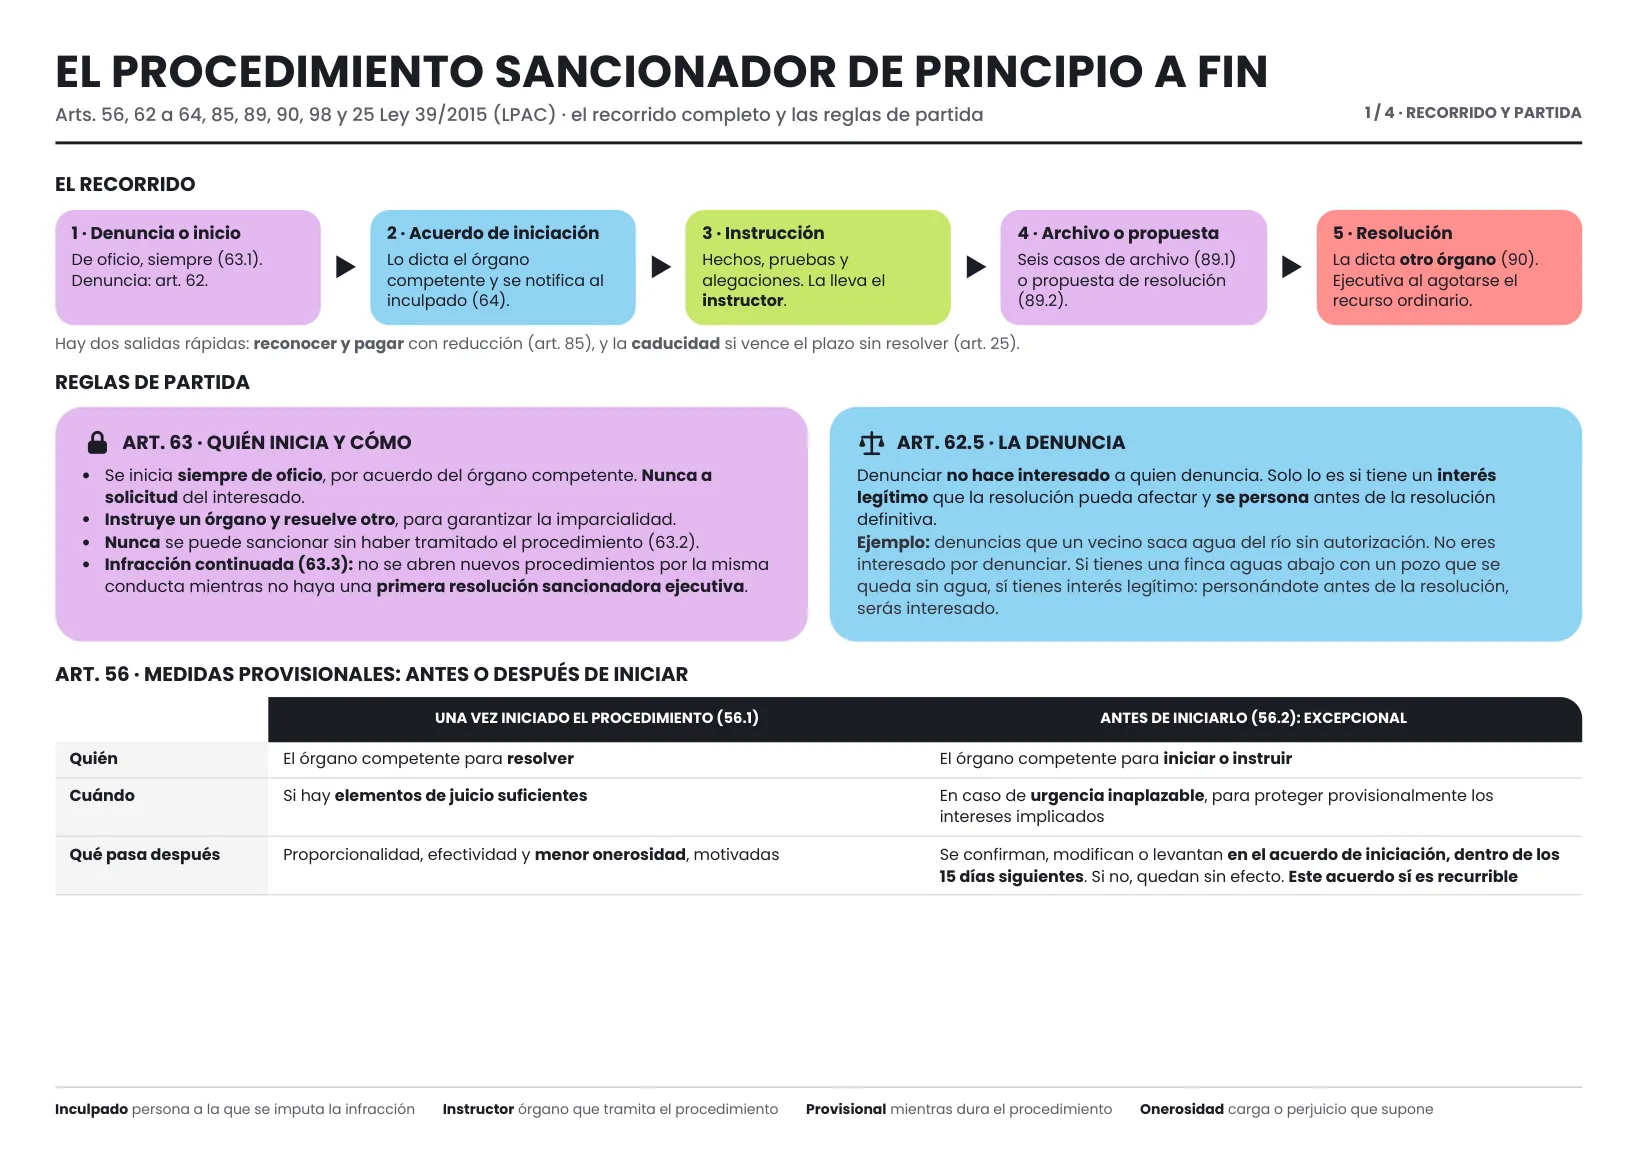 EL PROCEDIMIENTO SANCIONADOR DE PRINCIPIO A FIN
Arts. 56, 62 a 64, 85, 89, 90, 98 y 25 Ley 39/2015 (LPAC) · el recorrido completo y las reglas de partida
1 / 4 · RECORRIDO Y PARTIDA
EL RECORRIDO
1 · Denuncia o inicio
De oficio, siempre (63.1).
Denuncia: art. 62.
2 · Acuerdo de iniciación
Lo dicta el órgano
competente y se notifica al
inculpado (64).
3 · Instrucción
Hechos, pruebas y
alegaciones. La lleva el
instructor.
4 · Archivo o propuesta
Seis casos de archivo (89.1)
o propuesta de resolución
(89.2).
5 · Resolución
La dicta otro órgano (90).
Ejecutiva al agotarse el
recurso ordinario.
Hay dos salidas rápidas: reconocer y pagar con reducción (art. 85), y la caducidad si vence el plazo sin resolver (art. 25).
REGLAS DE PARTIDA
ART. 63 · QUIÉN INICIA Y CÓMO
• Se inicia siempre de oficio, por acuerdo del órgano competente. Nunca a
solicitud del interesado.
• Instruye un órgano y resuelve otro, para garantizar la imparcialidad.
• Nunca se puede sancionar sin haber tramitado el procedimiento (63.2).
• Infracción continuada (63.3): no se abren nuevos procedimientos por la misma
conducta mientras no haya una primera resolución sancionadora ejecutiva.
ART. 62.5 · LA DENUNCIA
Denunciar no hace interesado a quien denuncia. Solo lo es si tiene un interés
legítimo que la resolución pueda afectar y se persona antes de la resolución
definitiva.
Ejemplo: denuncias que un vecino saca agua del río sin autorización. No eres
interesado por denunciar. Si tienes una finca aguas abajo con un pozo que se
queda sin agua, sí tienes interés legítimo: personándote antes de la resolución,
serás interesado.
ART. 56 · MEDIDAS PROVISIONALES: ANTES O DESPUÉS DE INICIAR
UNA VEZ INICIADO EL PROCEDIMIENTO (56.1)
ANTES DE INICIARLO (56.2): EXCEPCIONAL
Quién
El órgano competente para resolver
El órgano competente para iniciar o instruir
Cuándo
Si hay elementos de juicio suficientes
En caso de urgencia inaplazable, para proteger provisionalmente los
intereses implicados
Qué pasa después
Proporcionalidad, efectividad y menor onerosidad, motivadas
Se confirman, modifican o levantan en el acuerdo de iniciación, dentro de los
15 días siguientes. Si no, quedan sin efecto. Este acuerdo sí es recurrible
Inculpado persona a la que se imputa la infracción
Instructor órgano que tramita el procedimiento
Provisional mientras dura el procedimiento
Onerosidad carga o perjuicio que supone